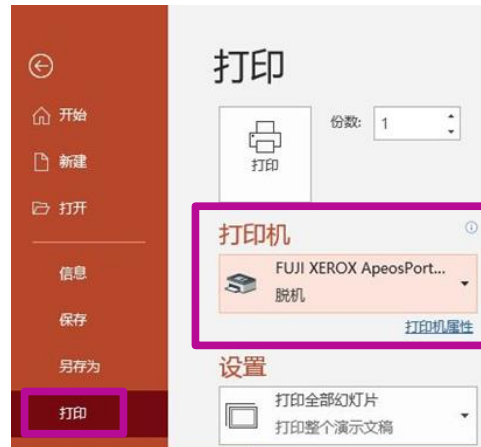 打印
开始
新建
打开
信息
保存
另存为
打印
份数: 1
打印
打印机
FUJI XEROX ApeosPort...
脱机
打印机属性
设置
打印全部幻灯片
打印整个演示文稿